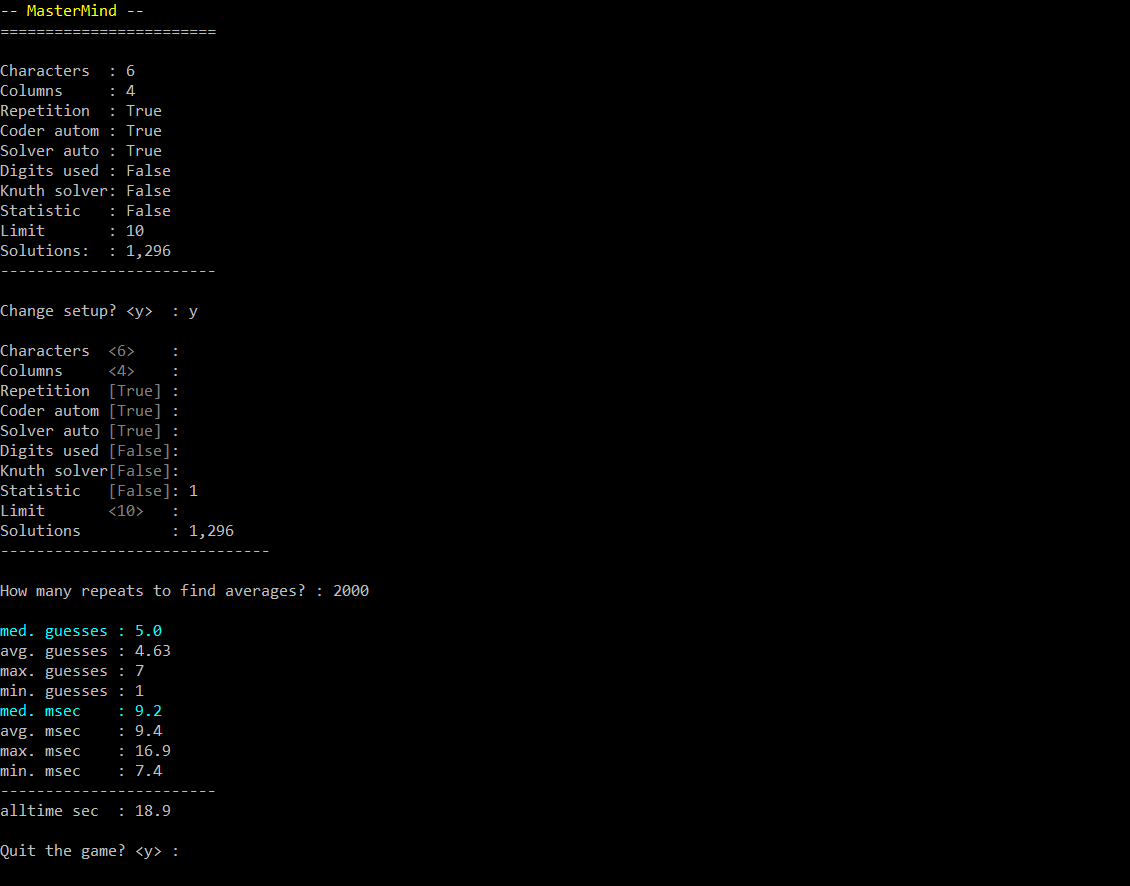 -- MasterMind --
========================
Characters  : 6
Columns     : 4
Repetition  : True
Coder autom : True
Solver auto : True
Digits used : False
Knuth solver: False
Statistic   : False
Limit       : 10
Solutions:  : 1,296
------------------------
Change setup? <y>  : y
Characters  <6>    :
Columns     <4>    :
Repetition  [True] :
Coder autom [True] :
Solver auto [True] :
Digits used [False]:
Knuth solver[False]:
Statistic   [False]: 1
Limit       <10>   :
Solutions          : 1,296
------------------------------
How many repeats to find averages? : 2000
med. guesses : 5.0
avg. guesses : 4.63
max. guesses : 7
min. guesses : 1
med. msec    : 9.2
avg. msec    : 9.4
max. msec    : 16.9
min. msec    : 7.4
------------------------
alltime sec  : 18.9
Quit the game? <y> :